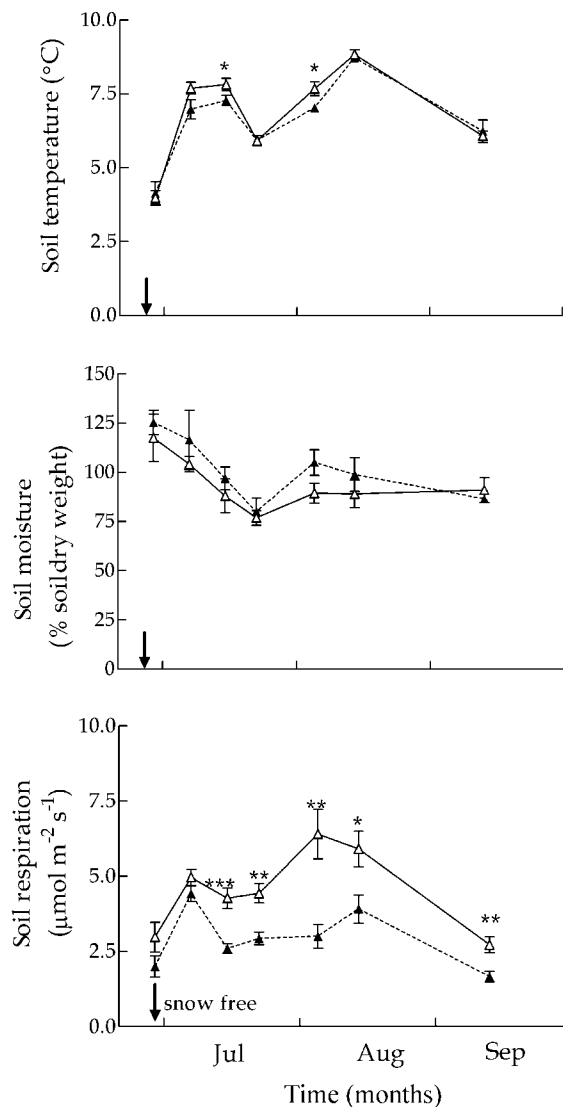 Soil temperature (°C)
10.0
7.5
5.0
2.5
0.0
*
*
Soil moisture
(% soildry weight)
150
125
100
75
50
25
0
Soil respiration
(µmol m⁻² s⁻¹)
10.0
7.5
5.0
2.5
0.0
***
**
**
*
**
snow free
Jul
Aug
Sep
Time (months)